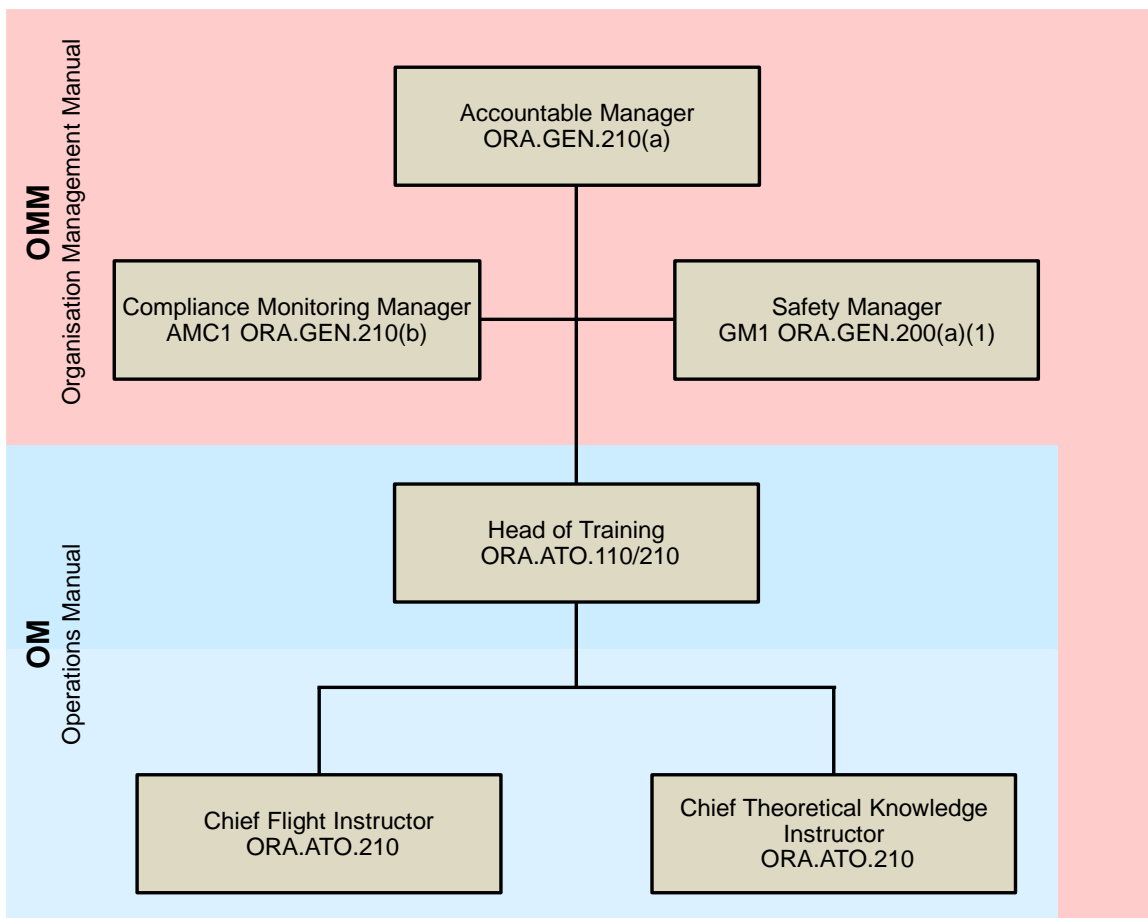 OMM
Organisation Management Manual
Accountable Manager
ORA.GEN.210(a)
Compliance Monitoring Manager
AMC1 ORA.GEN.210(b)
Safety Manager
GM1 ORA.GEN.200(a)(1)
OM
Operations Manual
Head of Training
ORA.ATO.110/210
Chief Flight Instructor
ORA.ATO.210
Chief Theoretical Knowledge
Instructor
ORA.ATO.210